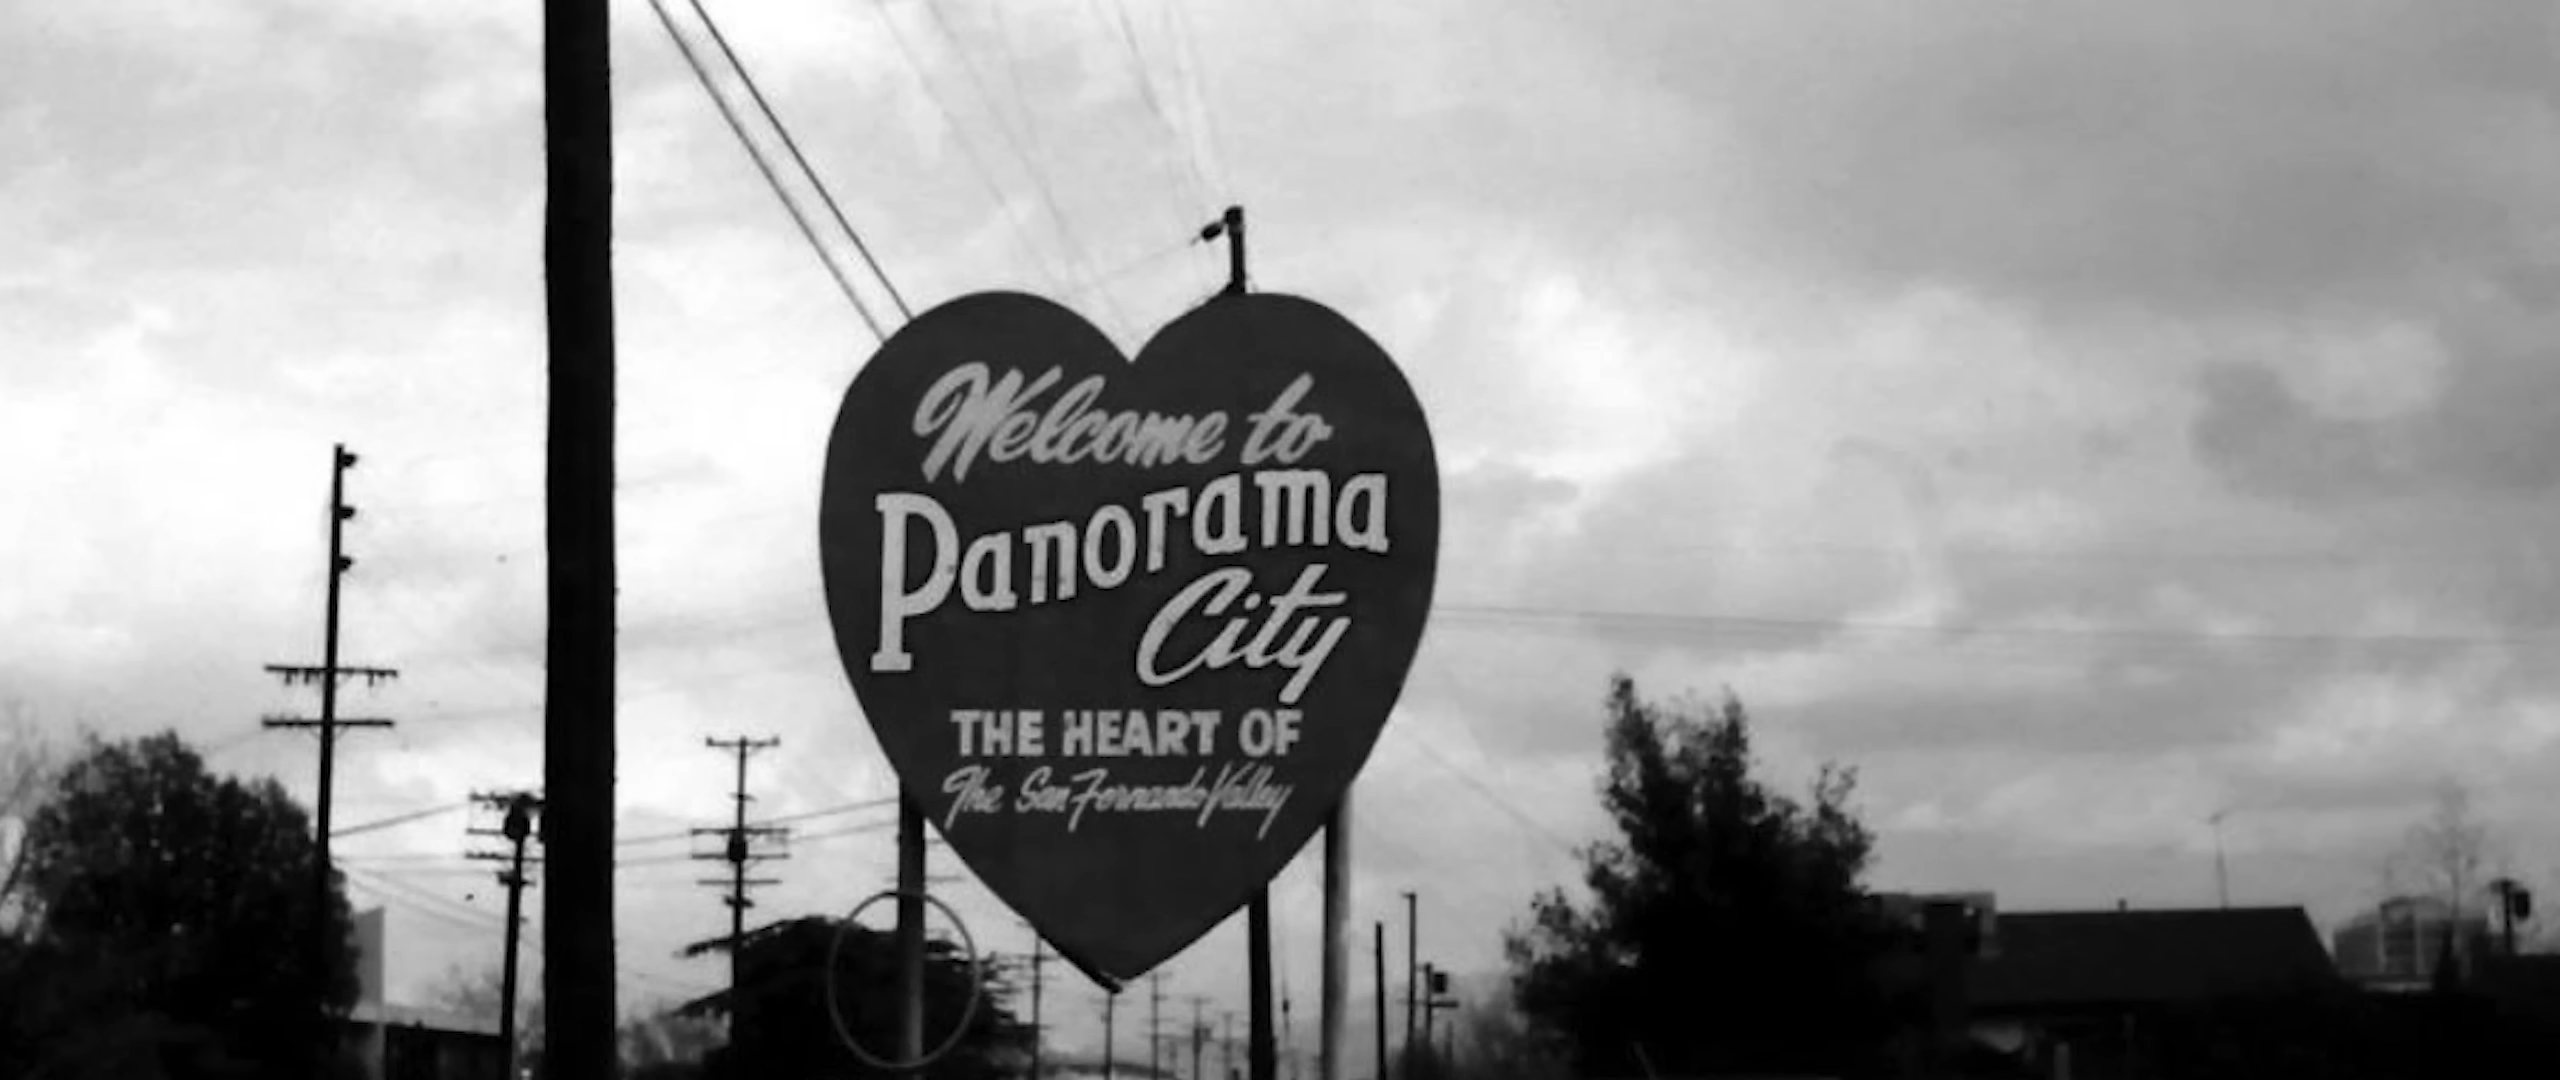 Welcome to
Panorama
City
THE HEART OF
The San Fernando Valley